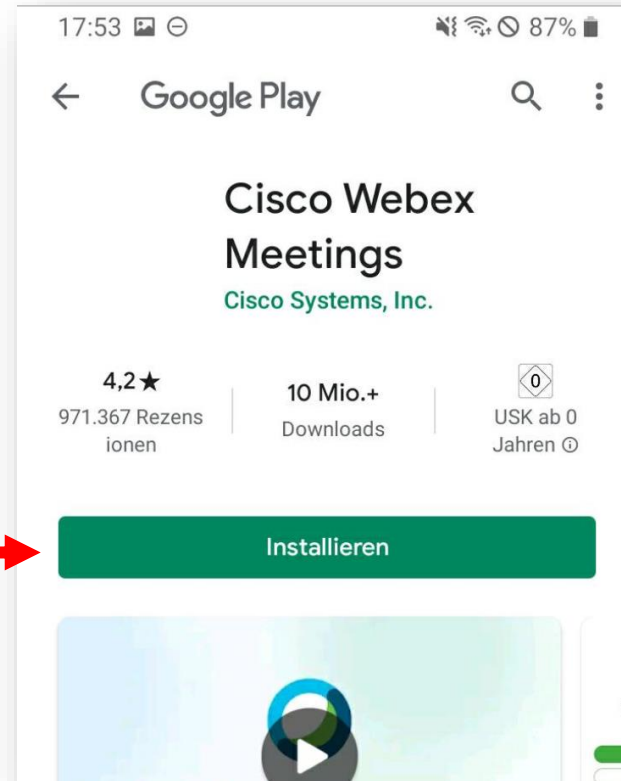 17:53 87%
Google Play
Cisco Webex
Meetings
Cisco Systems, Inc.
4,2★
971.367 Rezens
ionen
10 Mio.+
Downloads
0
USK ab 0
Jahren
Installieren